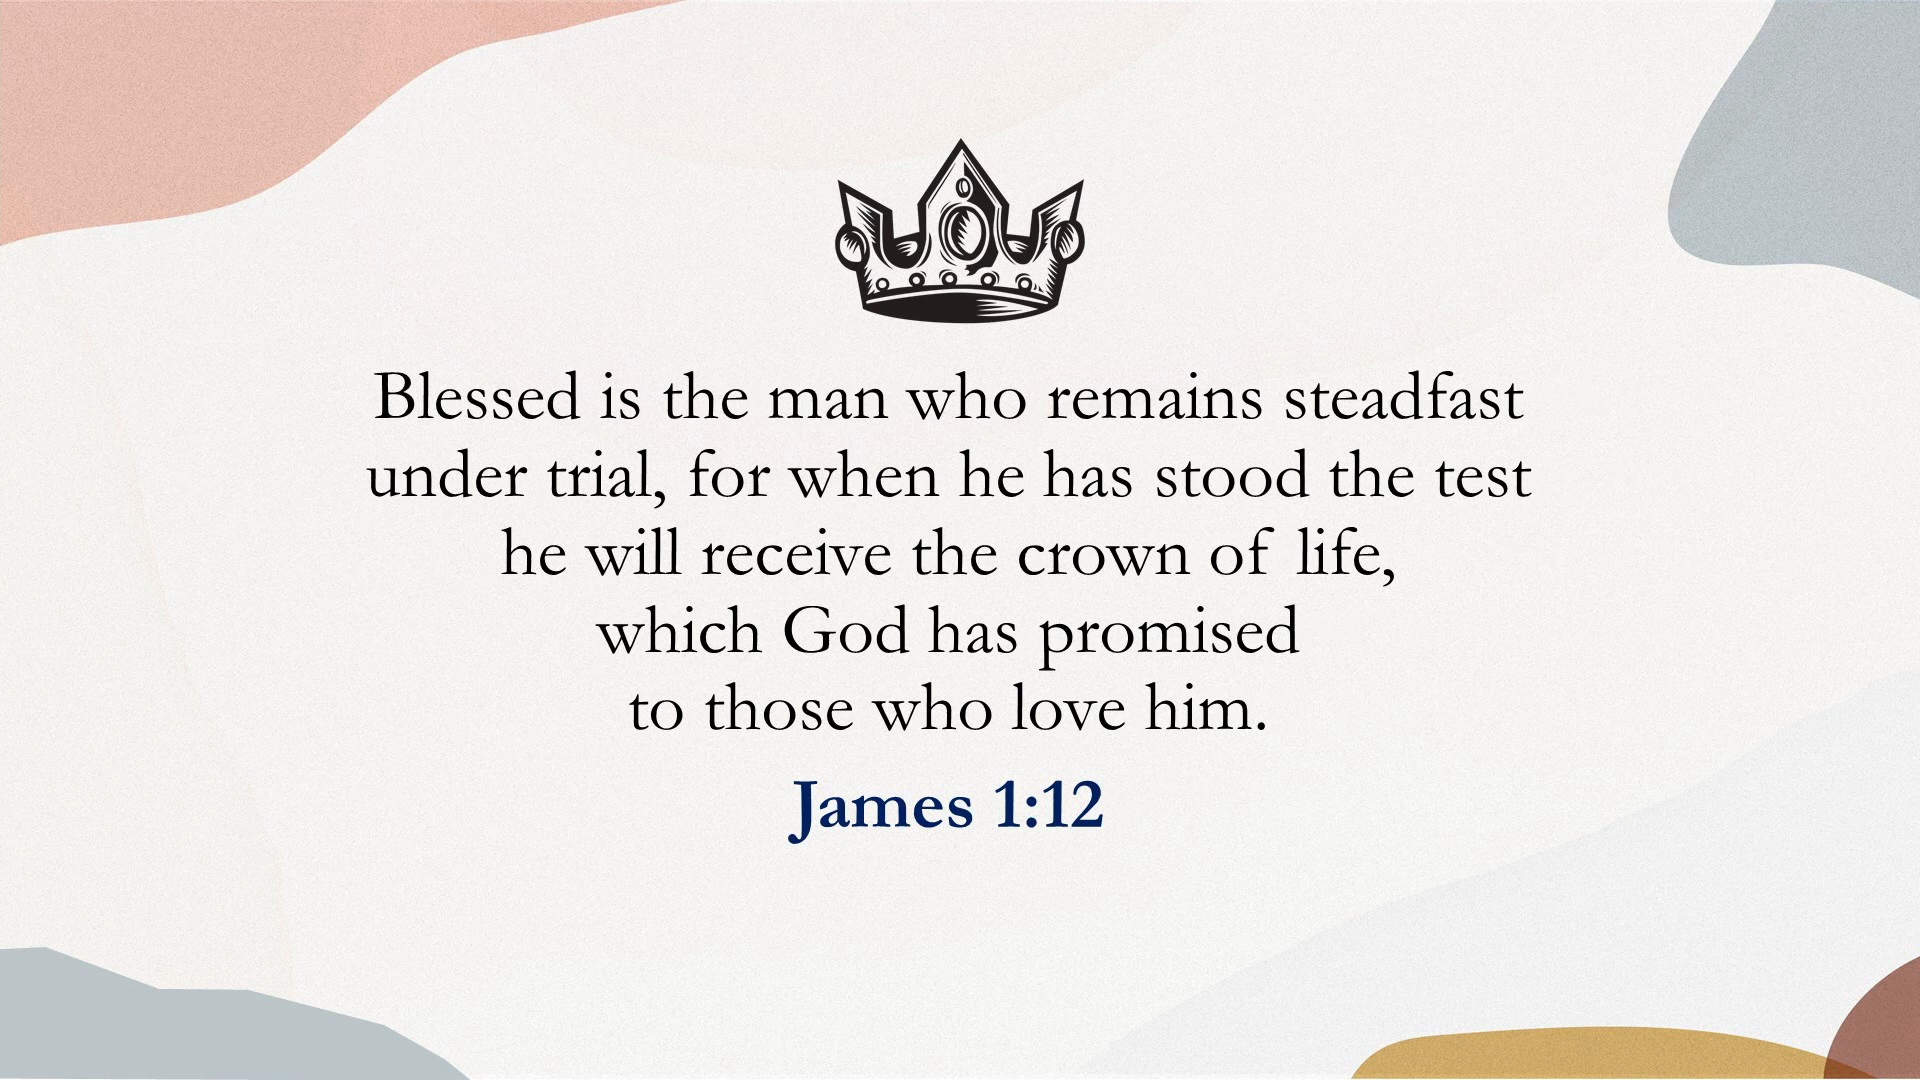 Blessed is the man who remains steadfast
under trial, for when he has stood the test
he will receive the crown of life,
which God has promised
to those who love him.
James 1:12